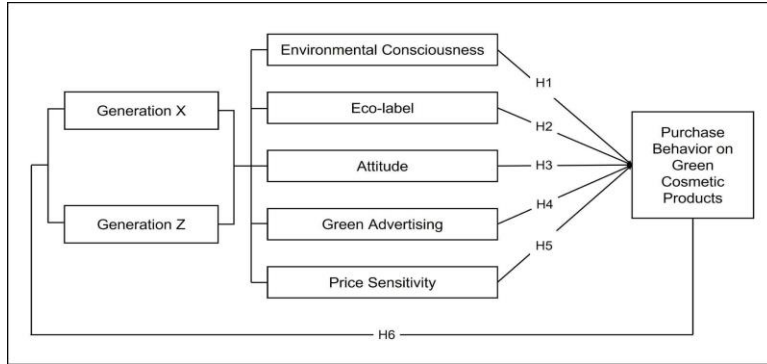 Environmental Consciousness
H1
Generation X
Eco-label
H2
Purchase
Behavior on
Green
Cosmetic
Products
Attitude
H3
Generation Z
Green Advertising
H4
H5
Price Sensitivity
H6